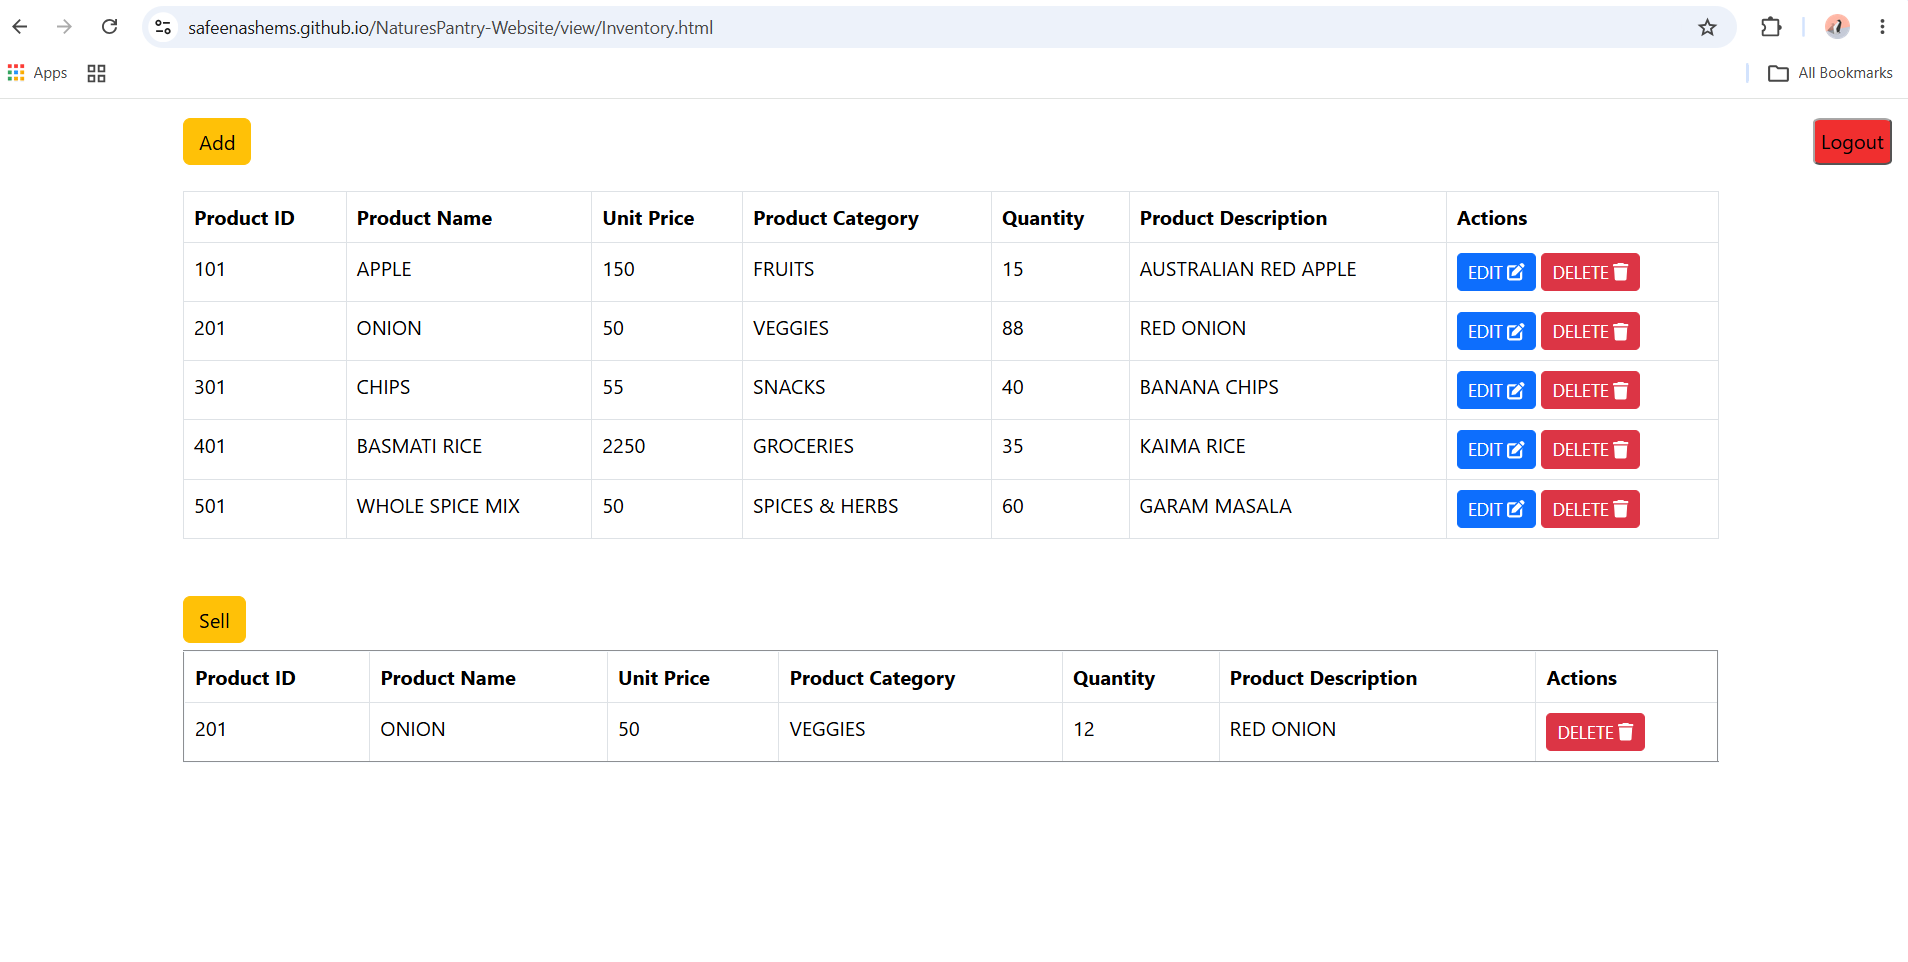 safeenashems.github.io/NaturesPantry-Website/view/Inventory.html
Apps All Bookmarks
Add Logout
Product ID Product Name Unit Price Product Category Quantity Product Description Actions
101 APPLE 150 FRUITS 15 AUSTRALIAN RED APPLE EDIT DELETE
201 ONION 50 VEGGIES 88 RED ONION EDIT DELETE
301 CHIPS 55 SNACKS 40 BANANA CHIPS EDIT DELETE
401 BASMATI RICE 2250 GROCERIES 35 KAIMA RICE EDIT DELETE
501 WHOLE SPICE MIX 50 SPICES & HERBS 60 GARAM MASALA EDIT DELETE
Sell
Product ID Product Name Unit Price Product Category Quantity Product Description Actions
201 ONION 50 VEGGIES 12 RED ONION DELETE